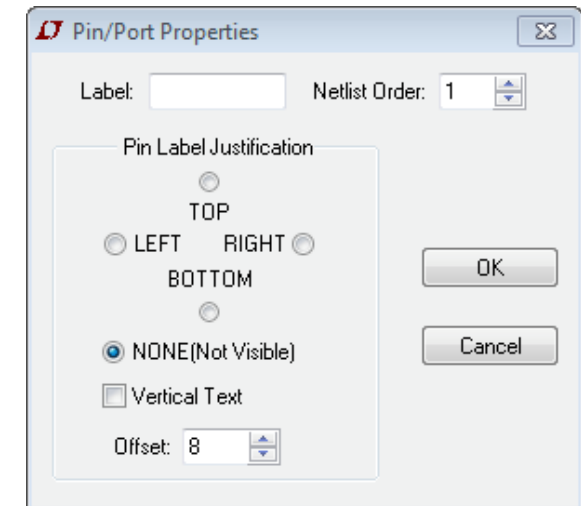 Pin/Port Properties
Label: Netlist Order: 1
Pin Label Justification
TOP
LEFT RIGHT
BOTTOM
NONE(Not Visible)
Vertical Text
Offset: 8
OK
Cancel